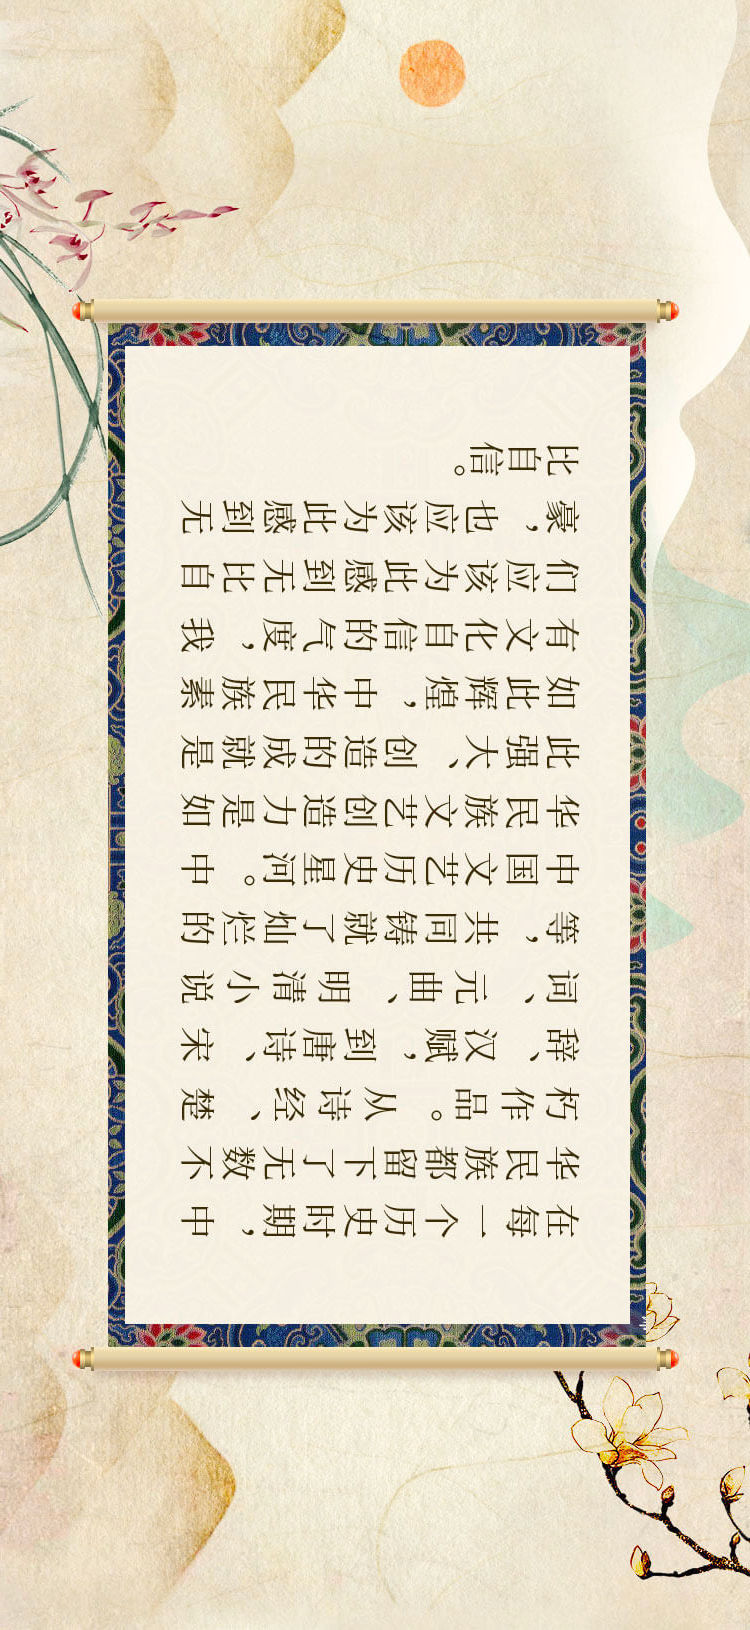 在每一个历史时期，中
华民族都留下了无数不
朽作品。从诗经、楚
辞、汉赋，到唐诗、宋
词、元曲、明清小说
等，共同铸就了灿烂的
中国文艺历史星河。中
华民族文艺创造力是如
此强大、创造的成就是
如此辉煌，中华民族素
有文化自信的气度，我
们应该为此感到无比自
豪，也应该为此感到无
比自信。